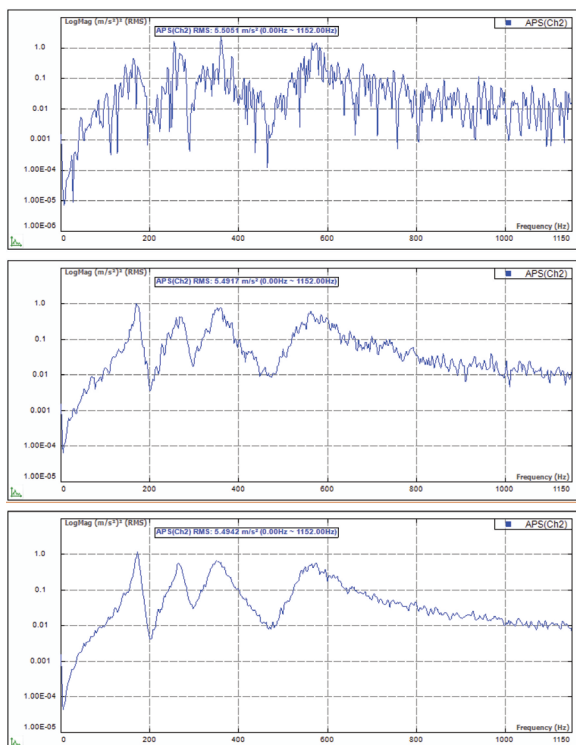 LogMag (m/s²)² (RMS)
APS(Ch2)
APS(Ch2) RMS: 5.5051 m/s² (0.00Hz ~ 1152.00Hz)
1.0
0.1
0.01
0.001
1.00E-04
1.00E-05
1.00E-06
Frequency (Hz)
0 200 400 600 800 1000 1150
LogMag (m/s²)² (RMS)
APS(Ch2)
APS(Ch2) RMS: 5.4917 m/s² (0.00Hz ~ 1152.00Hz)
1.0
0.1
0.01
0.001
1.00E-04
1.00E-05
Frequency (Hz)
0 200 400 600 800 1000 1150
LogMag (m/s²)² (RMS)
APS(Ch2)
APS(Ch2) RMS: 5.4942 m/s² (0.00Hz ~ 1152.00Hz)
1.0
0.1
0.01
0.001
1.00E-04
1.00E-05
Frequency (Hz)
0 200 400 600 800 1000 1150